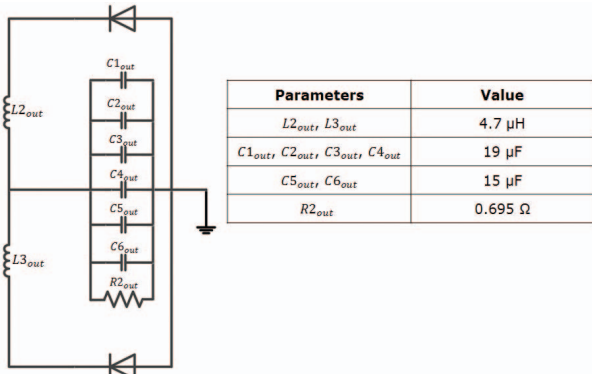 C1out
C2out
C3out
C4out
C5out
C6out
R2out
L2out
L3out
Parameters Value
L2out, L3out 4.7 μH
C1out, C2out, C3out, C4out 19 μF
C5out, C6out 15 μF
R2out 0.695 Ω